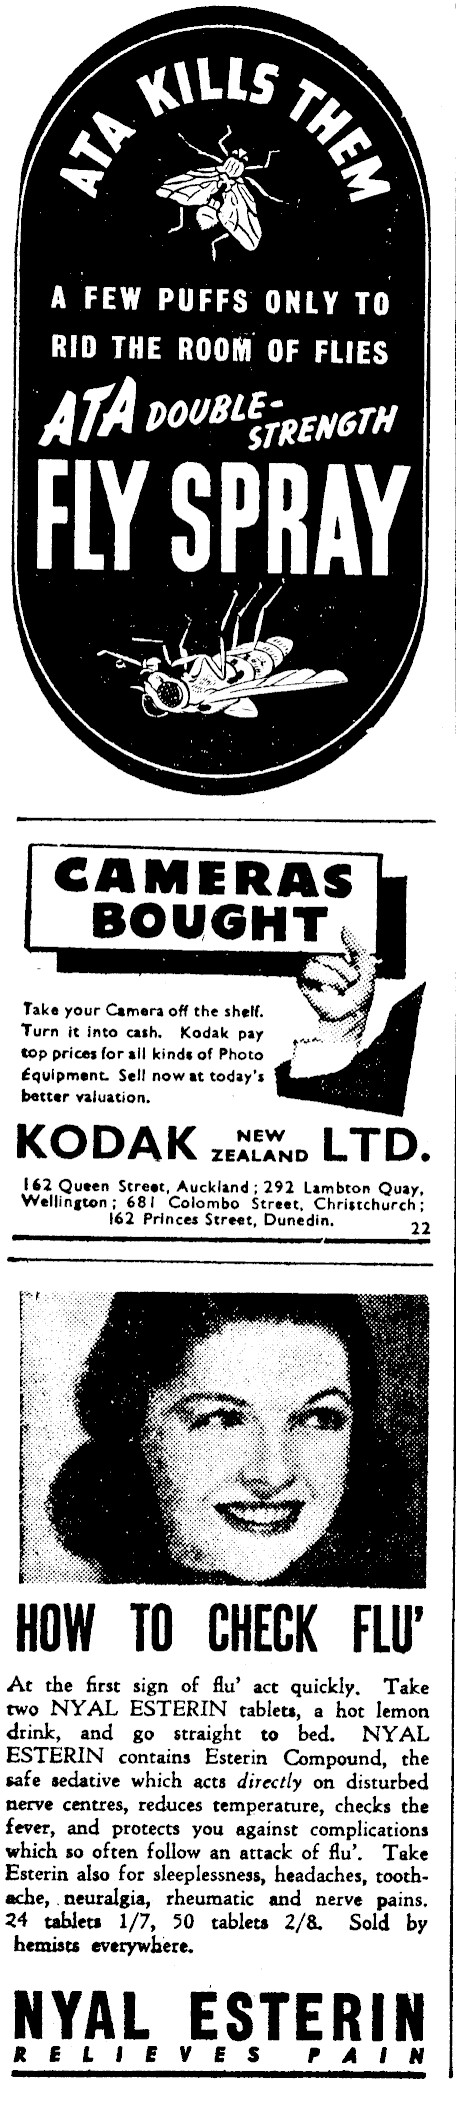 ATA KILLS THEM
A FEW PUFFS ONLY TO
RID THE ROOM OF FLIES
ATA DOUBLE-
STRENGTH
FLY SPRAY
CAMERAS
BOUGHT
Take your Camera off the shelf.
Turn it into cash. Kodak pay
top prices for all kinds of Photo
Equipment. Sell now at today's
better valuation.
KODAK NEW ZEALAND LTD.
162 Queen Street, Auckland; 292 Lambton Quay,
Wellington; 681 Colombo Street, Christchurch;
162 Princes Street, Dunedin.
22
HOW TO CHECK FLU'
At the first sign of flu' act quickly. Take
two NYAL ESTERIN tablets, a hot lemon
drink, and go straight to bed. NYAL
ESTERIN contains Esterin Compound, the
safe sedative which acts directly on disturbed
nerve centres, reduces temperature, checks the
fever, and protects you against complications
which so often follow an attack of flu'. Take
Esterin also for sleeplessness, headaches, tooth-
ache, neuralgia, rheumatic and nerve pains.
24 tablets 1/7, 50 tablets 2/8. Sold by
hemists everywhere.
NYAL ESTERIN
RELIEVES PAIN